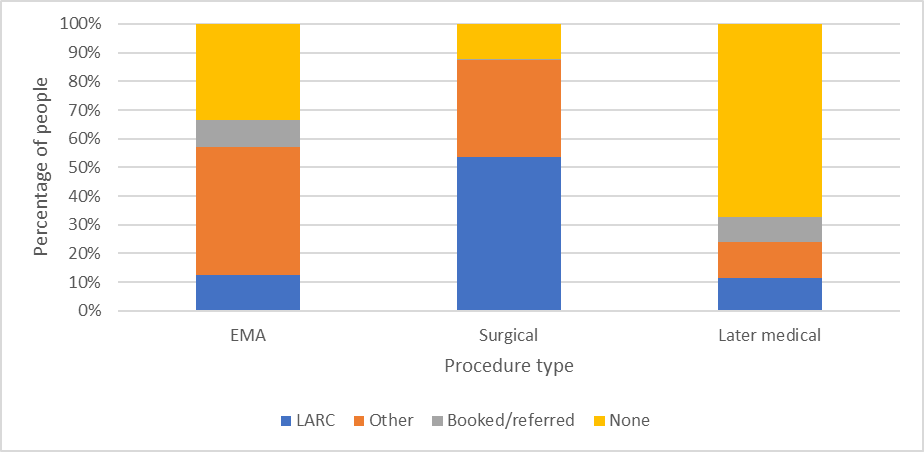 100%
90%
80%
70%
60%
50%
40%
30%
20%
10%
0%
Percentage of people
EMA Surgical Later medical
Procedure type
LARC Other Booked/referred None